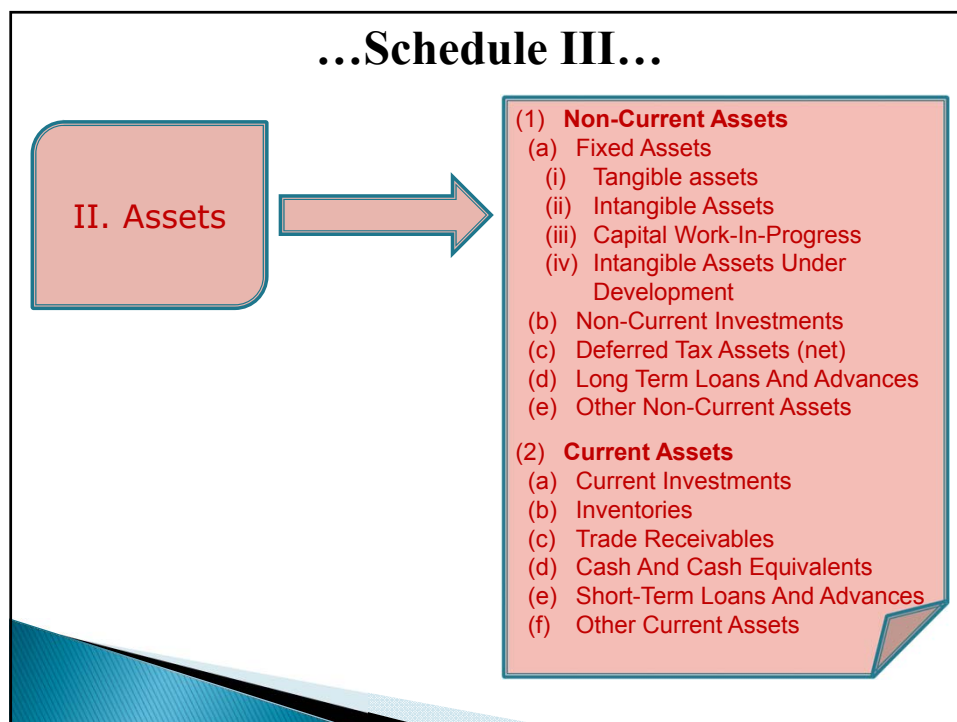 ...Schedule III...
II. Assets
(1) Non-Current Assets
(a) Fixed Assets
(i) Tangible assets
(ii) Intangible Assets
(iii) Capital Work-In-Progress
(iv) Intangible Assets Under
Development
(b) Non-Current Investments
(c) Deferred Tax Assets (net)
(d) Long Term Loans And Advances
(e) Other Non-Current Assets
(2) Current Assets
(a) Current Investments
(b) Inventories
(c) Trade Receivables
(d) Cash And Cash Equivalents
(e) Short-Term Loans And Advances
(f) Other Current Assets